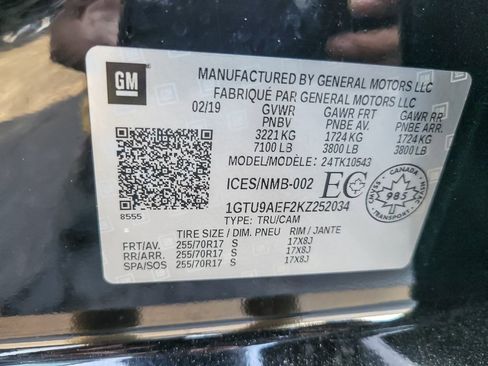 GM
MANUFACTURED BY GENERAL MOTORS LLC
FABRIQUÉ PAR GENERAL MOTORS LLC
02/19 GVWR GAWR FRT GAWR RR
PNBV PNBE AV. PNBE ARR.
3221 KG 1724 KG 1724 KG
7100 LB 3800 LB 3800 LB
MODEL/MODÈLE: 24TK10543
ICES/NMB-002 EC
CANADA 985
8555
1GTU9AEF2KZ252034
TYPE: TRU/CAM
TIRE SIZE / DIM. PNEU RIM / JANTE
FRT/AV. 255/70R17 S 17X8J
RR/ARR. 255/70R17 S 17X8J
SPA/SOS 255/70R17 S 17X8J